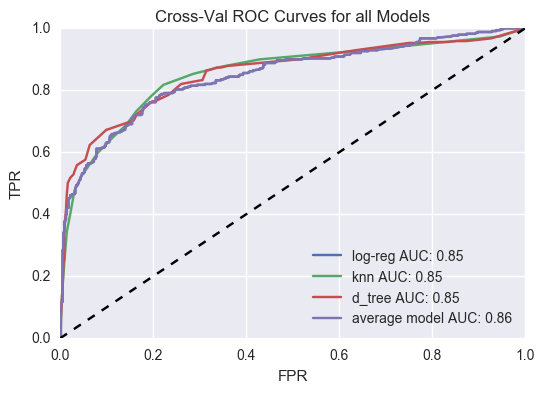 Cross-Val ROC Curves for all Models
TPR
1.0
0.8
0.6
0.4
0.2
0.0
0.0 0.2 0.4 0.6 0.8 1.0
FPR
log-reg AUC: 0.85
knn AUC: 0.85
d_tree AUC: 0.85
average model AUC: 0.86